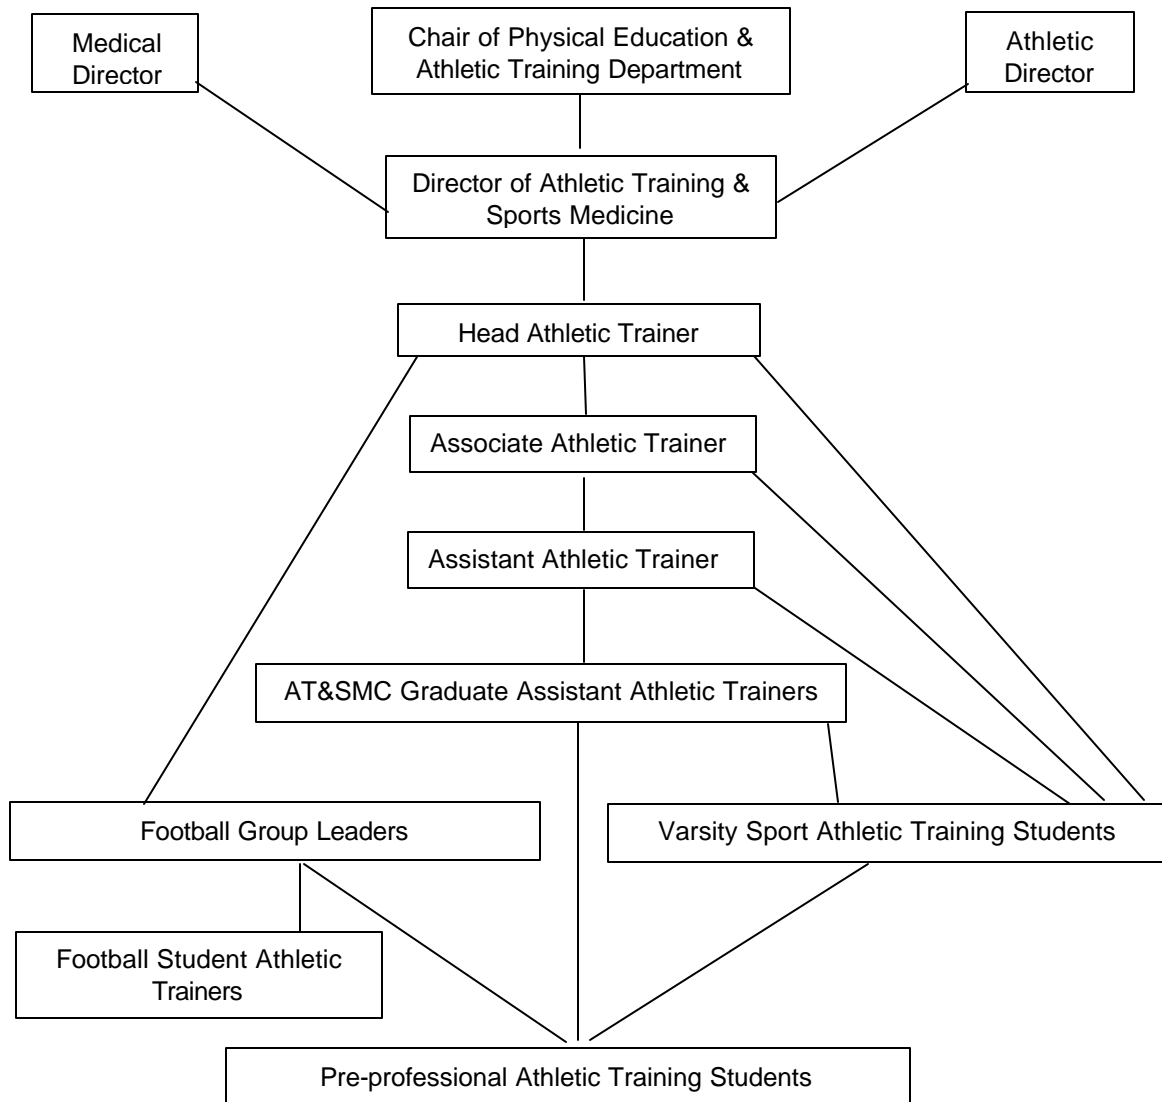 Medical
Director
Chair of Physical Education &
Athletic Training Department
Athletic
Director
Director of Athletic Training &
Sports Medicine
Head Athletic Trainer
Associate Athletic Trainer
Assistant Athletic Trainer
AT&SMC Graduate Assistant Athletic Trainers
Football Group Leaders
Varsity Sport Athletic Training Students
Football Student Athletic
Trainers
Pre-professional Athletic Training Students